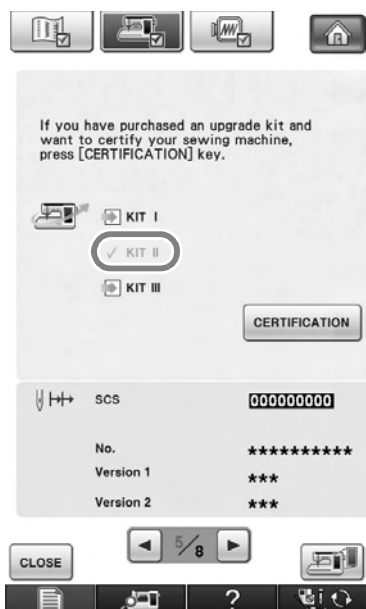 If you have purchased an upgrade kit and
want to certify your sewing machine,
press [CERTIFICATION] key.
KIT I
✓ KIT II
KIT III
CERTIFICATION
SCS 000000000
No. **********
Version 1 ***
Version 2 ***
5/8
CLOSE
?